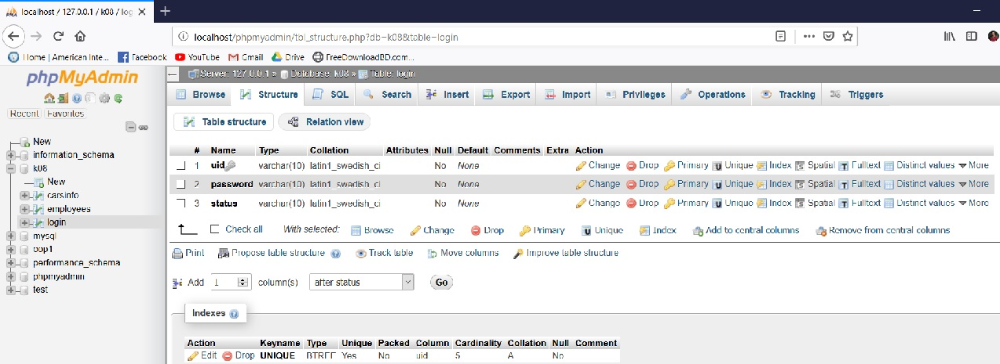 localhost / 127.0.0.1 / k08 / log
localhost/phpmyadmin/tbl_structure.php?db=k08&table=login
Home | American Inte... Facebook YouTube Gmail Drive FreeDownloadBD.com...
phpMyAdmin
Recent Favorites
New
information_schema
k08
New
carsinfo
employees
login
mysql
oop1
performance_schema
phpmyadmin
test
Server: 127.0.0.1 » Database: k08 » Table: login
Browse Structure SQL Search Insert Export Import Privileges Operations Tracking Triggers
Table structure Relation view
# Name Type Collation Attributes Null Default Comments Extra Action
1 uid varchar(10) latin1_swedish_ci No None Change Drop Primary Unique Index Spatial Fulltext Distinct values More
2 password varchar(10) latin1_swedish_ci No None Change Drop Primary Unique Index Spatial Fulltext Distinct values More
3 status varchar(10) latin1_swedish_ci No None Change Drop Primary Unique Index Spatial Fulltext Distinct values More
Check all With selected: Browse Change Drop Primary Unique Index Add to central columns Remove from central columns
Print Propose table structure Track table Move columns Improve table structure
Add 1 column(s) after status Go
Indexes
Action Keyname Type Unique Packed Column Cardinality Collation Null Comment
Edit Drop UNIQUE BTREE Yes No uid 5 A No